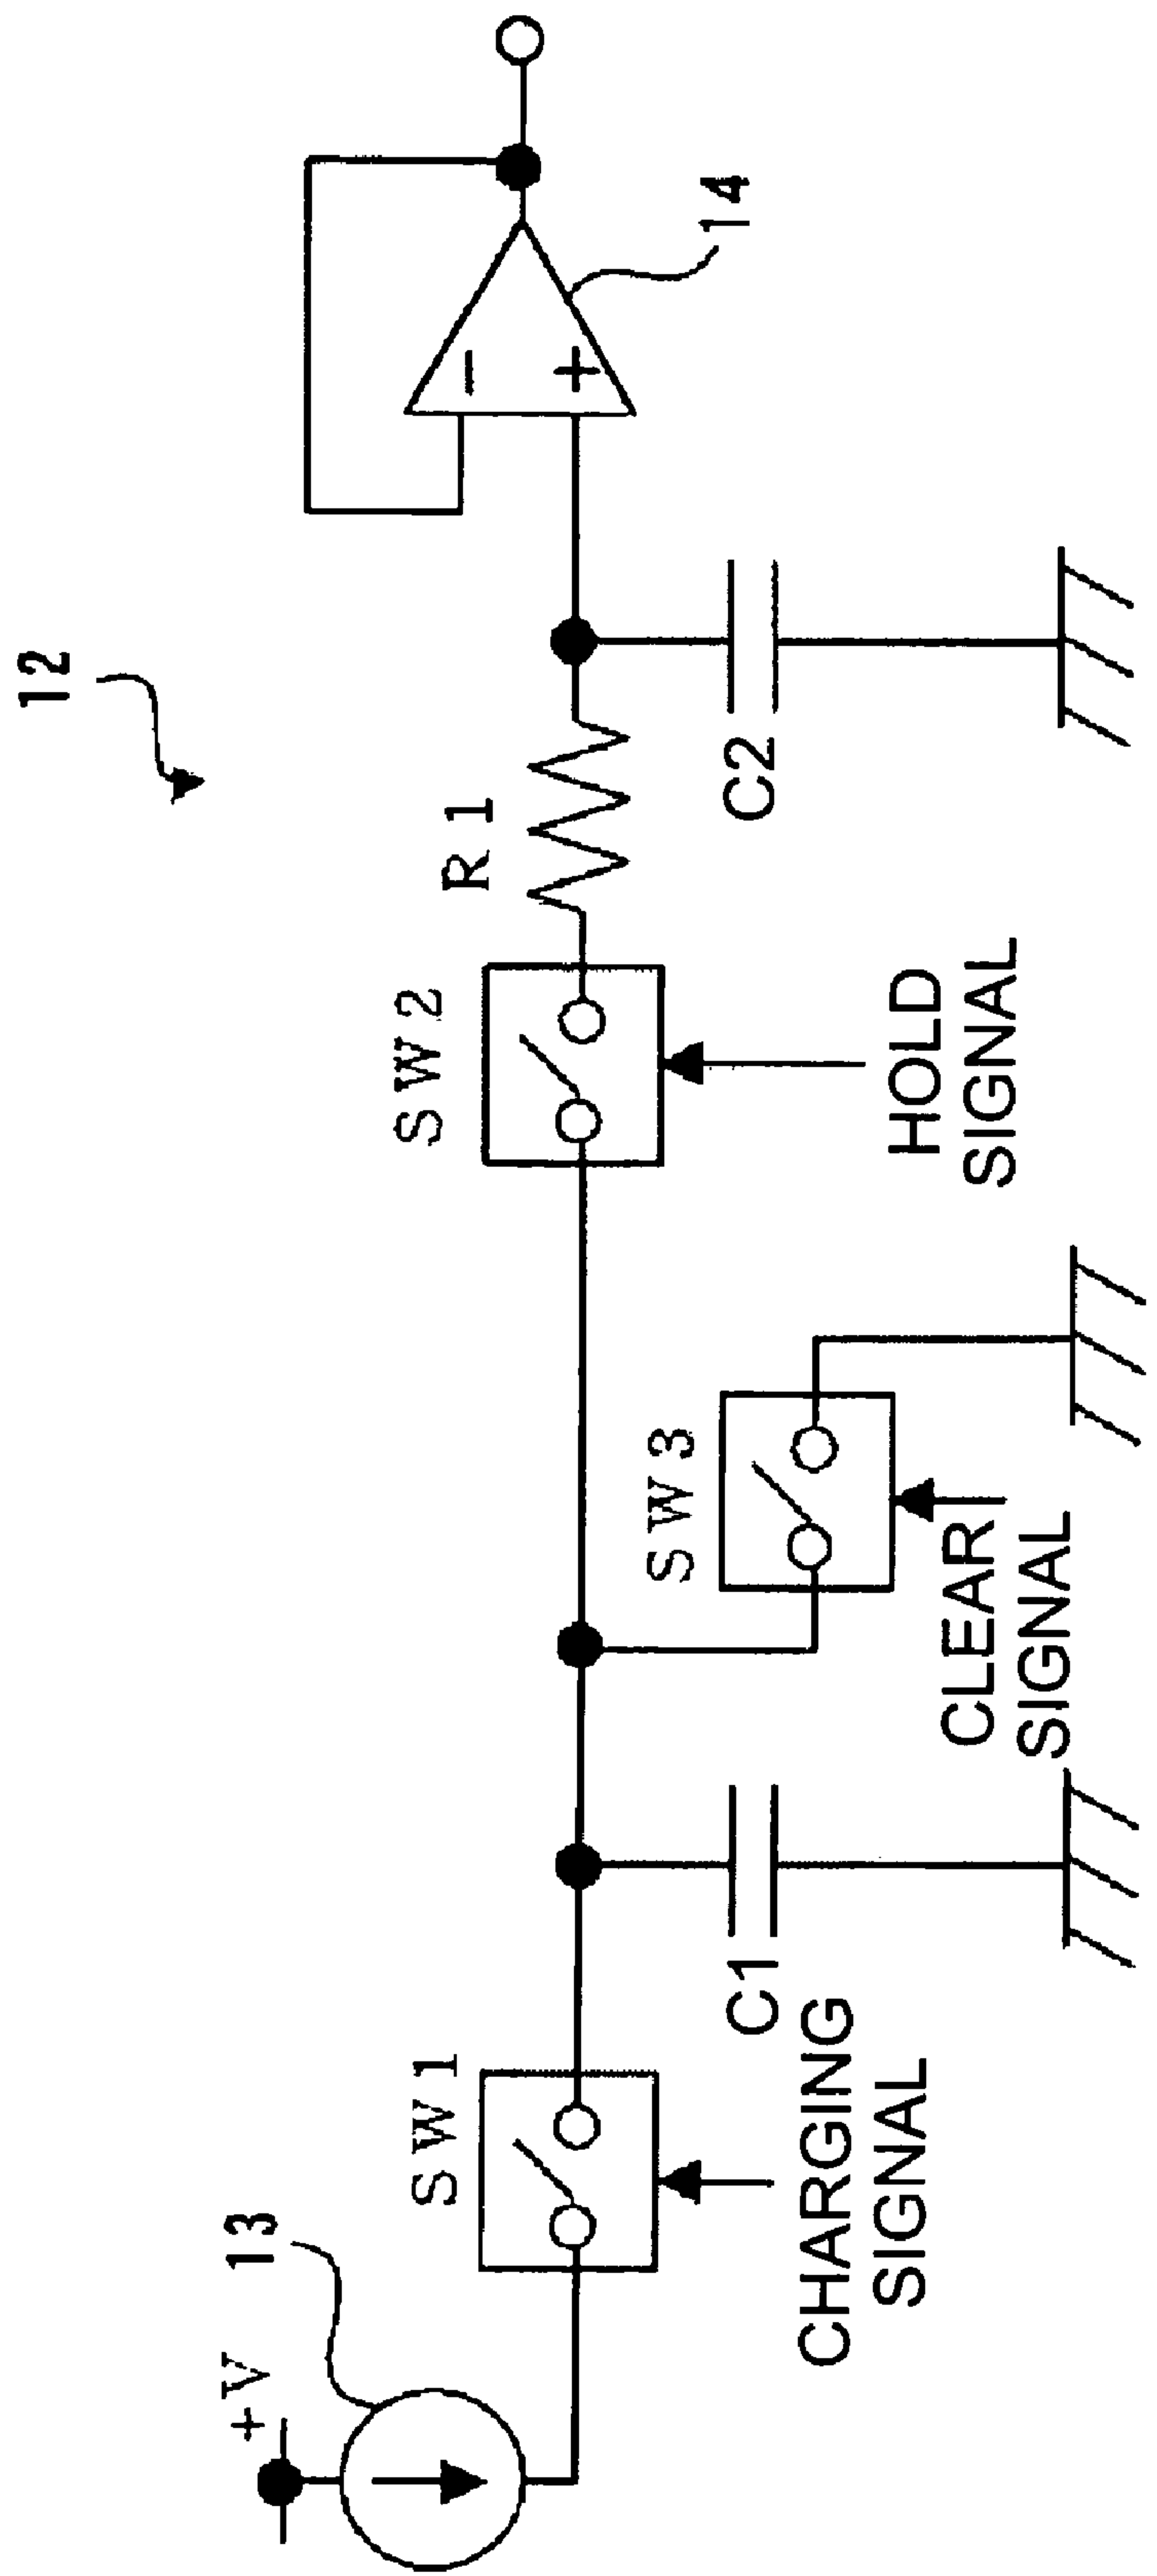 12
+V
13
SW1
CHARGING
SIGNAL
C1
SW3
CLEAR
SIGNAL
SW2
HOLD
SIGNAL
R1
C2
−
+
14